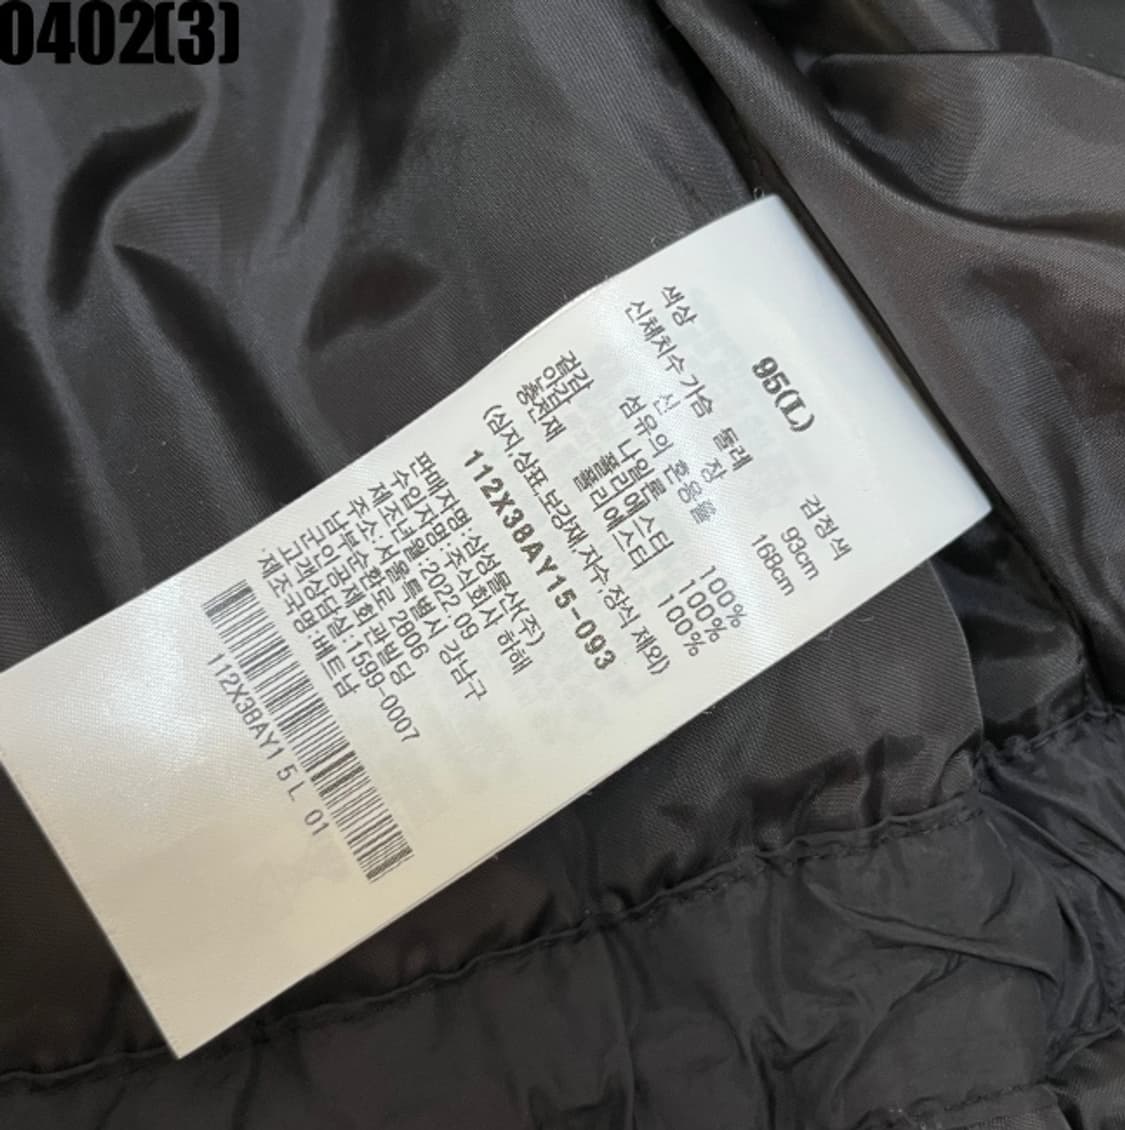 0402(3)
95(L)
색상 검정색
신체치수 가슴 둘레 93cm
신 장 168cm
섬유의 혼용율
겉감 나일론 100%
안감 폴리에스터 100%
충전재 폴리에스터 100%
(심지,상표,보강재,자수,장식 제외)
112X38AY15-093
판매자명:삼성물산(주)
수입자명:주식회사 하해
제조년월:2022.09
주소:서울특별시 강남구
남부순환로 2806
군인공제회관빌딩
고객상담실:1599-0007
제조국명:베트남
112X38AY1 5 L 01